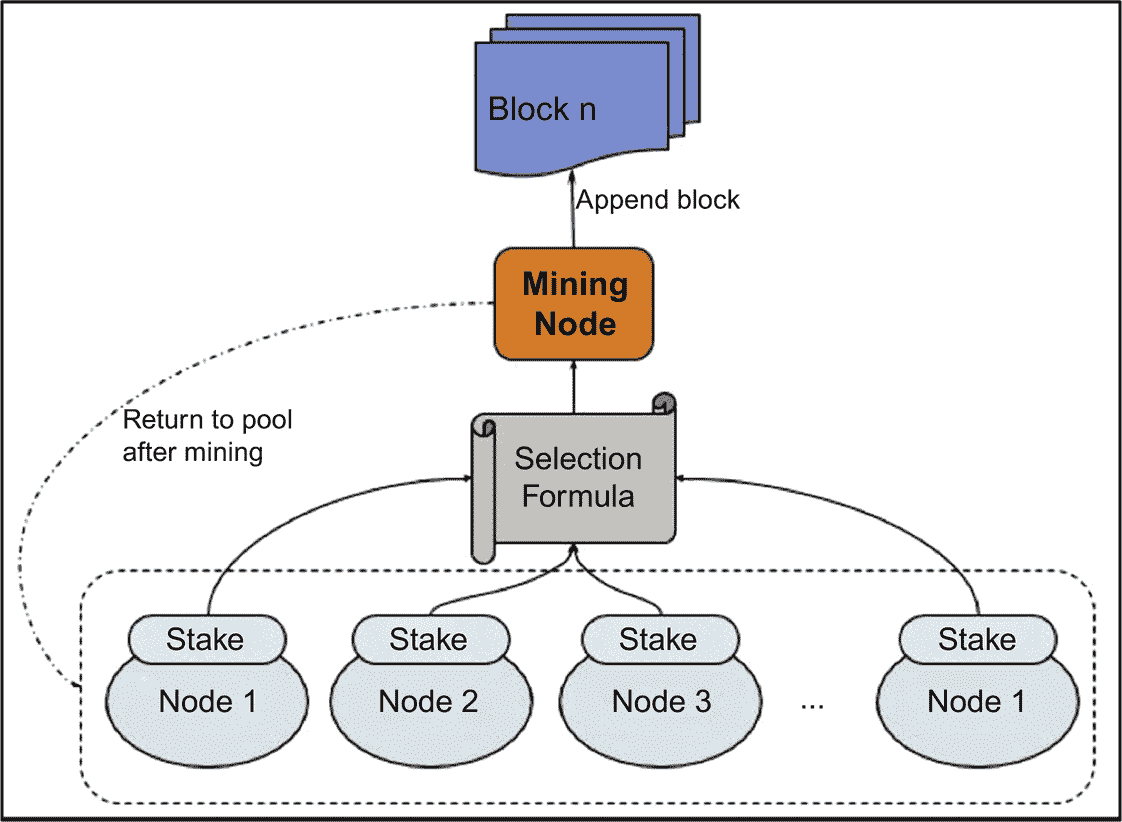 Block n
Append block
Mining
Node
Return to pool
after mining
Selection
Formula
Stake
Stake
Stake
Stake
Node 1
Node 2
Node 3
...
Node 1